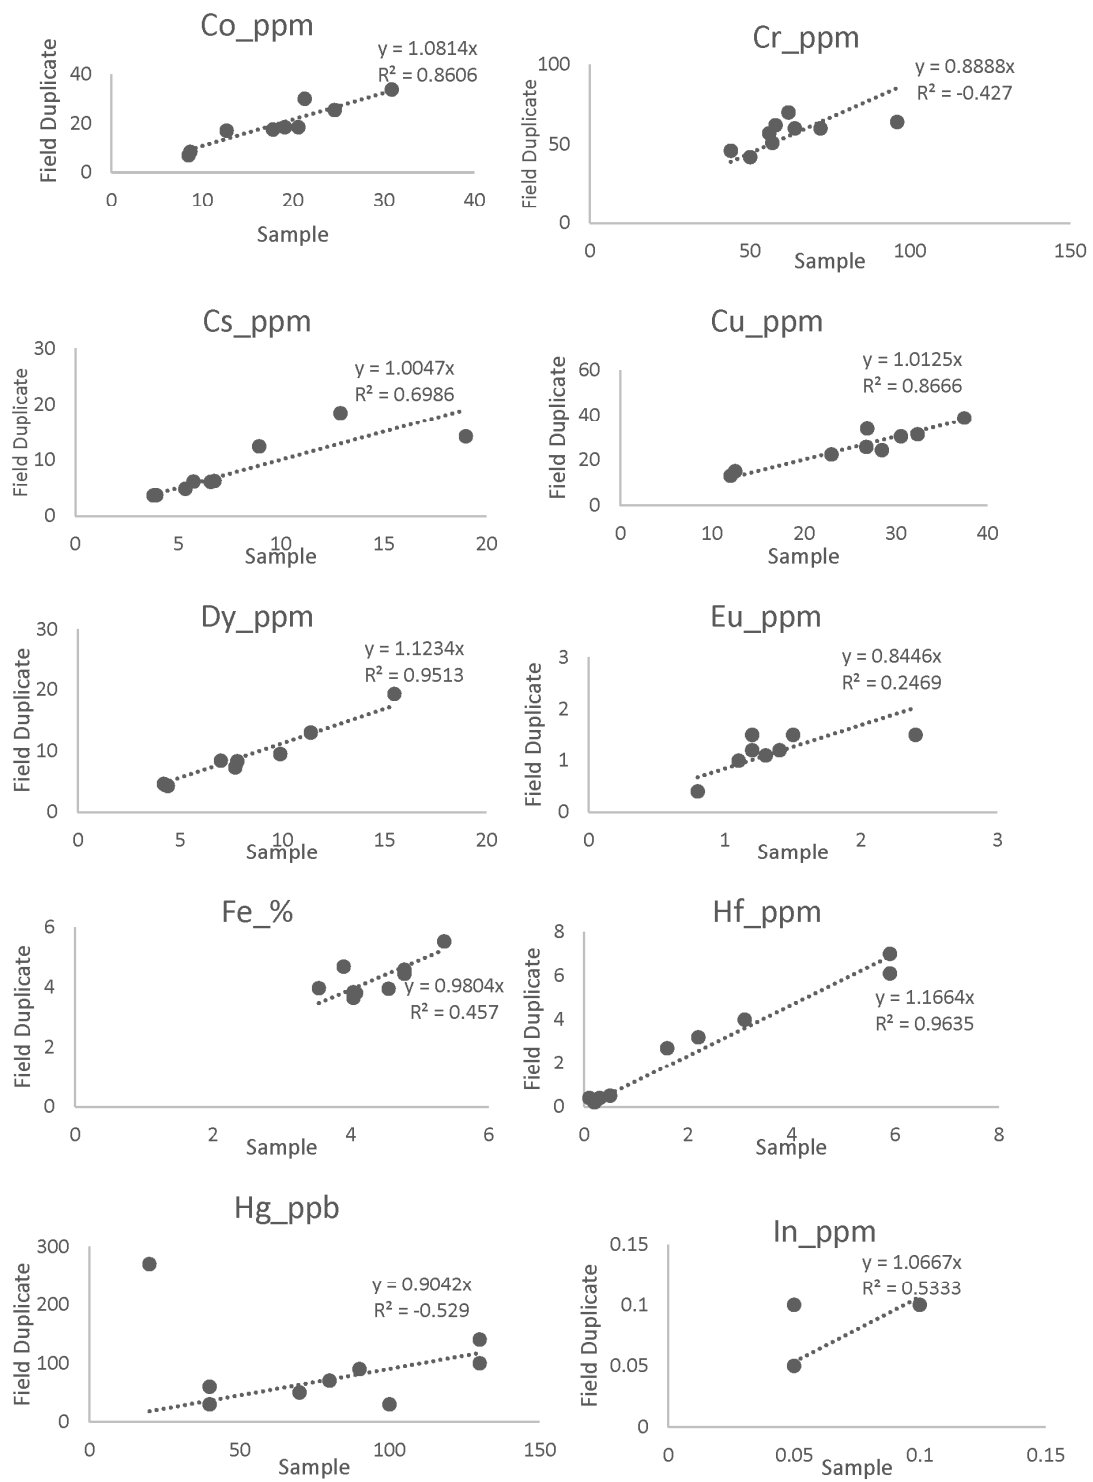 Co_ppm
y = 1.0814x
R² = 0.8606
Field Duplicate
40
20
0
0 10 20 30 40
Sample
Cr_ppm
y = 0.8888x
R² = -0.427
Field Duplicate
100
50
0
0 50 100 150
Sample
Cs_ppm
y = 1.0047x
R² = 0.6986
Field Duplicate
30
20
10
0
0 5 10 15 20
Sample
Cu_ppm
y = 1.0125x
R² = 0.8666
Field Duplicate
60
40
20
0
0 10 20 30 40
Sample
Dy_ppm
y = 1.1234x
R² = 0.9513
Field Duplicate
30
20
10
0
0 5 10 15 20
Sample
Eu_ppm
y = 0.8446x
R² = 0.2469
Field Duplicate
3
2
1
0
0 1 2 3
Sample
Fe_%
y = 0.9804x
R² = 0.457
Field Duplicate
6
4
2
0
0 2 4 6
Sample
Hf_ppm
y = 1.1664x
R² = 0.9635
Field Duplicate
8
6
4
2
0
0 2 4 6 8
Sample
Hg_ppb
y = 0.9042x
R² = -0.529
Field Duplicate
300
200
100
0
0 50 100 150
Sample
In_ppm
y = 1.0667x
R² = 0.5333
Field Duplicate
0.15
0.1
0.05
0
0 0.05 0.1 0.15
Sample